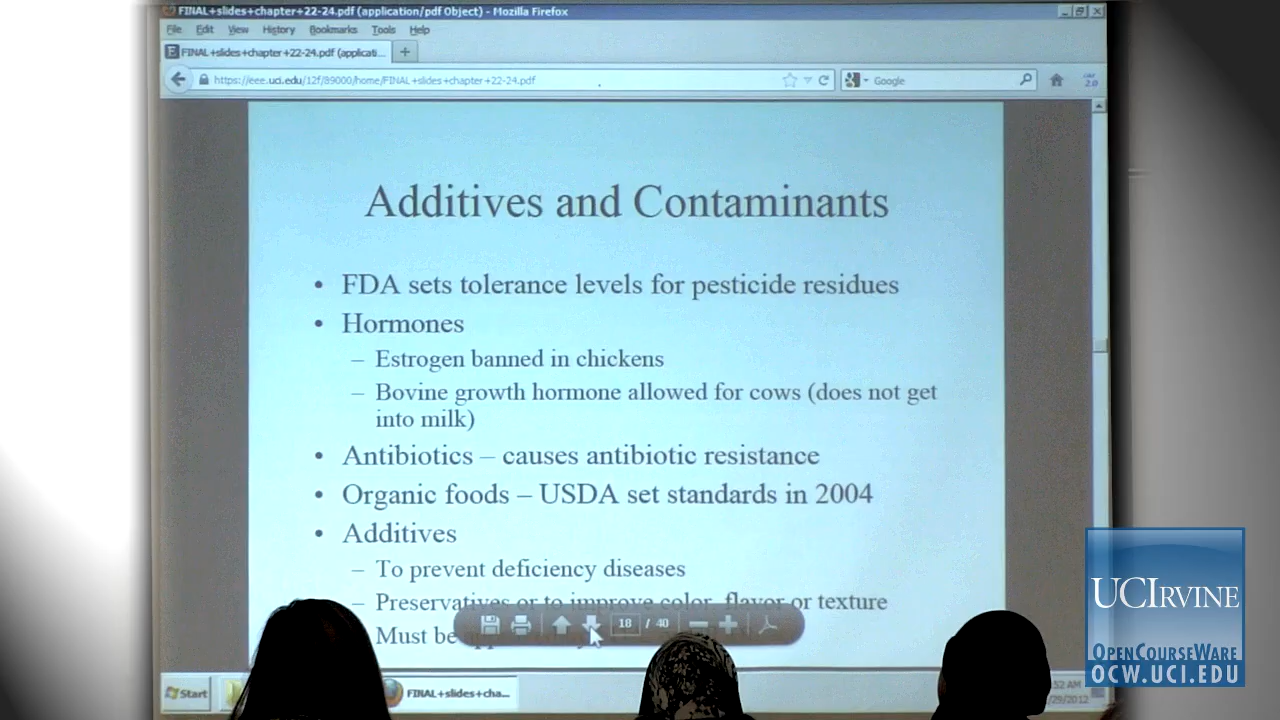 FINAL+slides+chapter+22-24.pdf (application/pdf Object) - Mozilla Firefox
File Edit View History Bookmarks Tools Help
FINAL+slides+chapter+22-24.pdf (applicati...
https://eee.uci.edu/12f/89000/home/FINAL+slides+chapter+22-24.pdf
Google
Additives and Contaminants
• FDA sets tolerance levels for pesticide residues
• Hormones
– Estrogen banned in chickens
– Bovine growth hormone allowed for cows (does not get
into milk)
• Antibiotics – causes antibiotic resistance
• Organic foods – USDA set standards in 2004
• Additives
– To prevent deficiency diseases
– Preservatives or to improve color, flavor or texture
Must be
18 / 40
Start
FINAL+slides+cha...
UCIRVINE
OPENCOURSEWARE
OCW.UCI.EDU